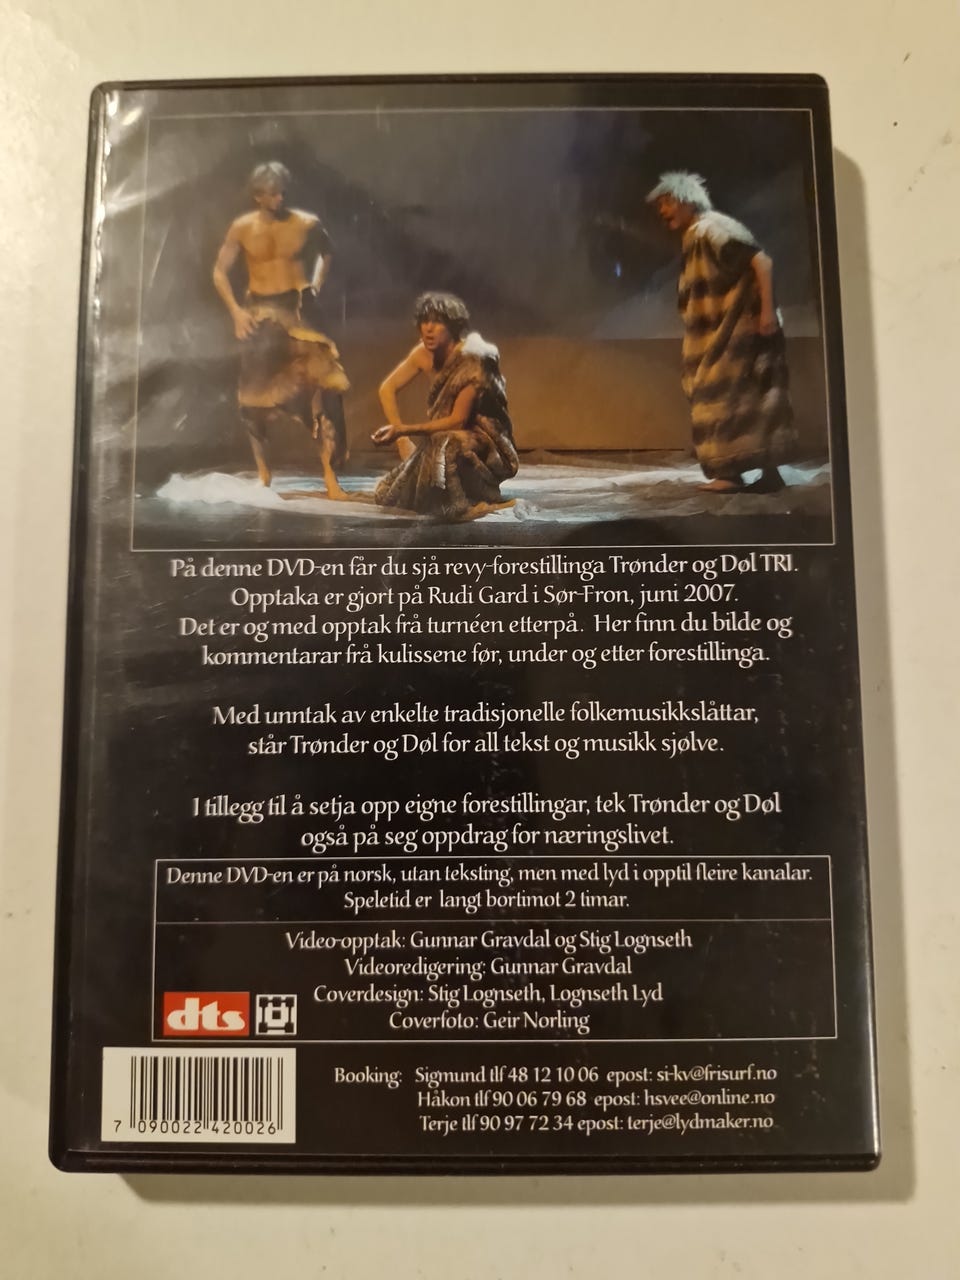 På denne DVD-en får du sjå revy-forestillinga Trønder og Døl TRI.
Opptaka er gjort på Rudi Gard i Sør-Fron, juni 2007.
Det er og med opptak frå turnéen etterpå. Her finn du bilde og
kommentarar frå kulissene før, under og etter forestillinga.
Med unntak av enkelte tradisjonelle folkemusikkslåttar,
står Trønder og Døl for all tekst og musikk sjølve.
I tillegg til å setja opp eigne forestillingar, tek Trønder og Døl
også på seg oppdrag for næringslivet.
Denne DVD-en er på norsk, utan teksting, men med lyd i opptil fleire kanalar.
Speletid er langt bortimot 2 timar.
Video-opptak: Gunnar Gravdal og Stig Lognseth
Videoredigering: Gunnar Gravdal
Coverdesign: Stig Lognseth, Lognseth Lyd
Coverfoto: Geir Norling
dts
Booking: Sigmund tlf 48 12 10 06 epost: si-kv@frisurf.no
Håkon tlf 90 06 79 68 epost: hsvee@online.no
Terje tlf 90 97 72 34 epost: terje@lydmaker.no
7 090022 420026